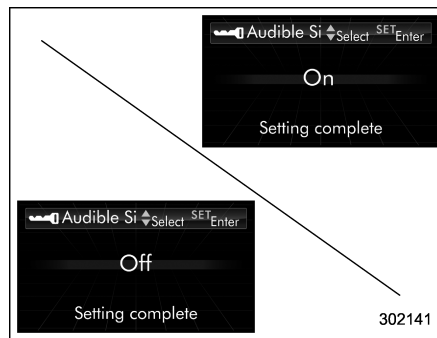 Audible Si Select SET Enter
On
Setting complete
Audible Si Select SET Enter
Off
Setting complete
302141